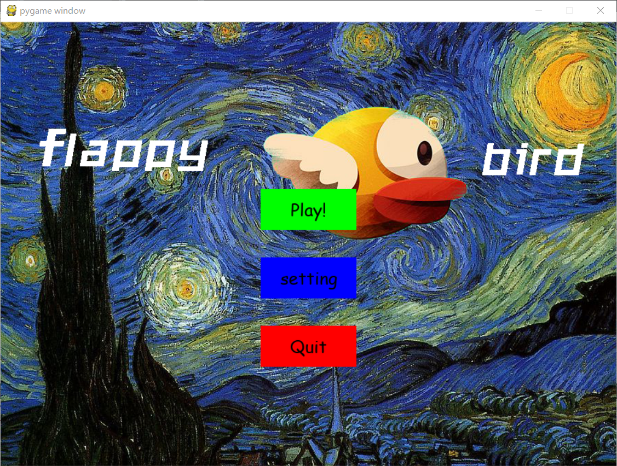 pygame window
flappy
bird
Play!
setting
Quit